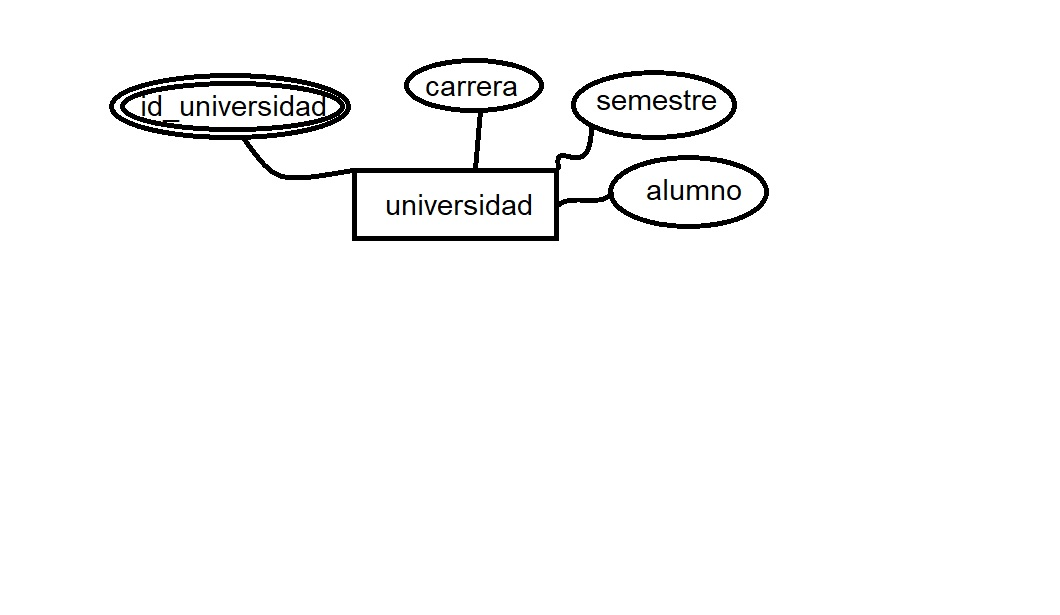 id_universidad
carrera
semestre
alumno
universidad